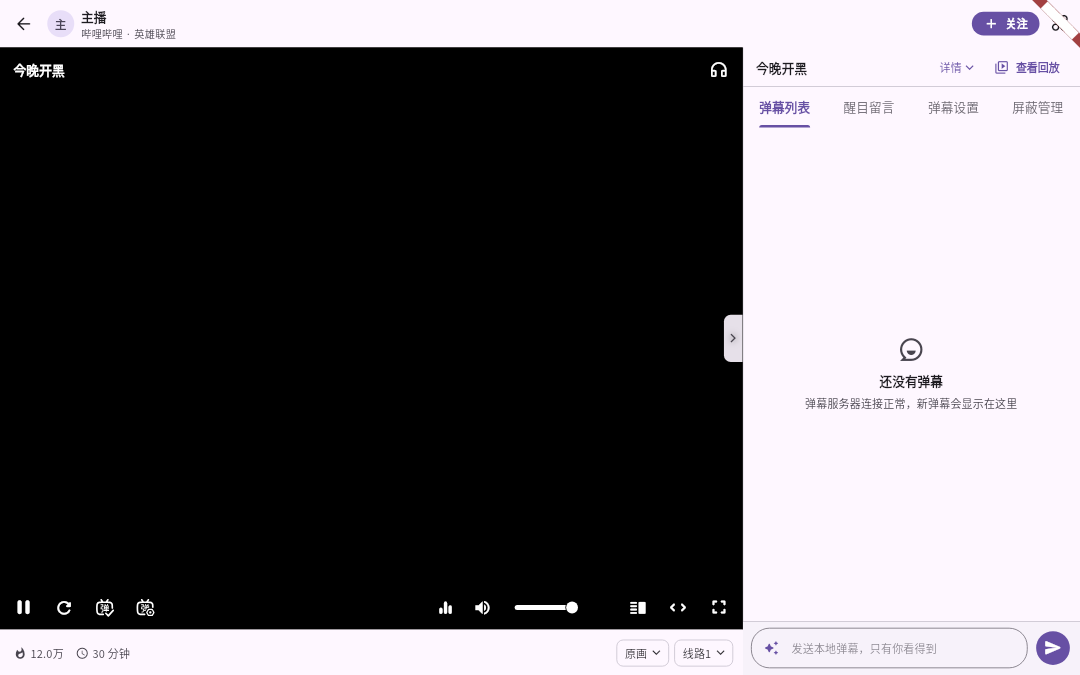 主
主播
哔哩哔哩 · 英雄联盟
关注
今晚开黑
今晚开黑
详情
查看回放
弹幕列表
醒目留言
弹幕设置
屏蔽管理
还没有弹幕
弹幕服务器连接正常，新弹幕会显示在这里
弹
弹
12.0万
30 分钟
原画
线路1
发送本地弹幕，只有你看得到